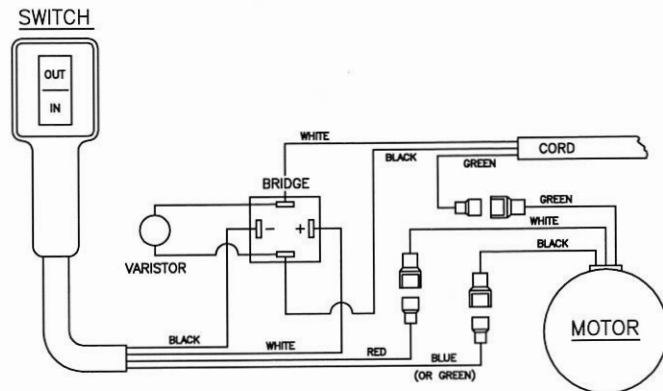 SWITCH
OUT
IN
WHITE
BLACK
CORD
GREEN
BRIDGE
GREEN
WHITE
- +
BLACK
VARISTOR
MOTOR
BLACK
WHITE
RED
BLUE
(OR GREEN)